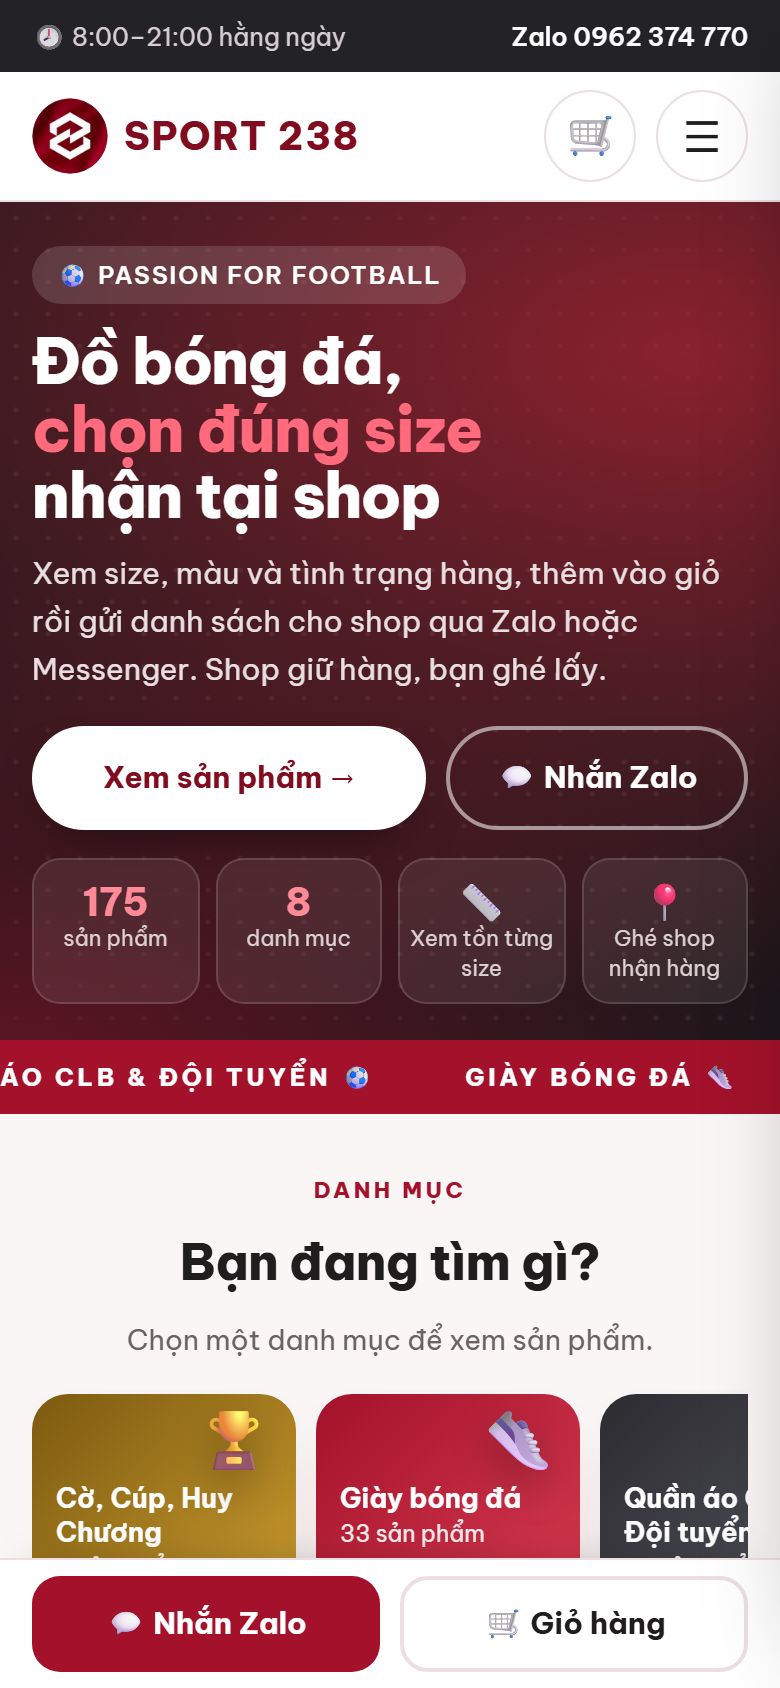 8:00–21:00 hằng ngày
Zalo 0962 374 770
SPORT 238
PASSION FOR FOOTBALL
Đồ bóng đá,
chọn đúng size
nhận tại shop
Xem size, màu và tình trạng hàng, thêm vào giỏ
rồi gửi danh sách cho shop qua Zalo hoặc
Messenger. Shop giữ hàng, bạn ghé lấy.
Xem sản phẩm →
Nhắn Zalo
175
sản phẩm
8
danh mục
Xem tồn từng
size
Ghé shop
nhận hàng
ÁO CLB & ĐỘI TUYỂN
GIÀY BÓNG ĐÁ
DANH MỤC
Bạn đang tìm gì?
Chọn một danh mục để xem sản phẩm.
Cờ, Cúp, Huy
Chương
Giày bóng đá
33 sản phẩm
Quần áo
Đội tuyển
Nhắn Zalo
Giỏ hàng